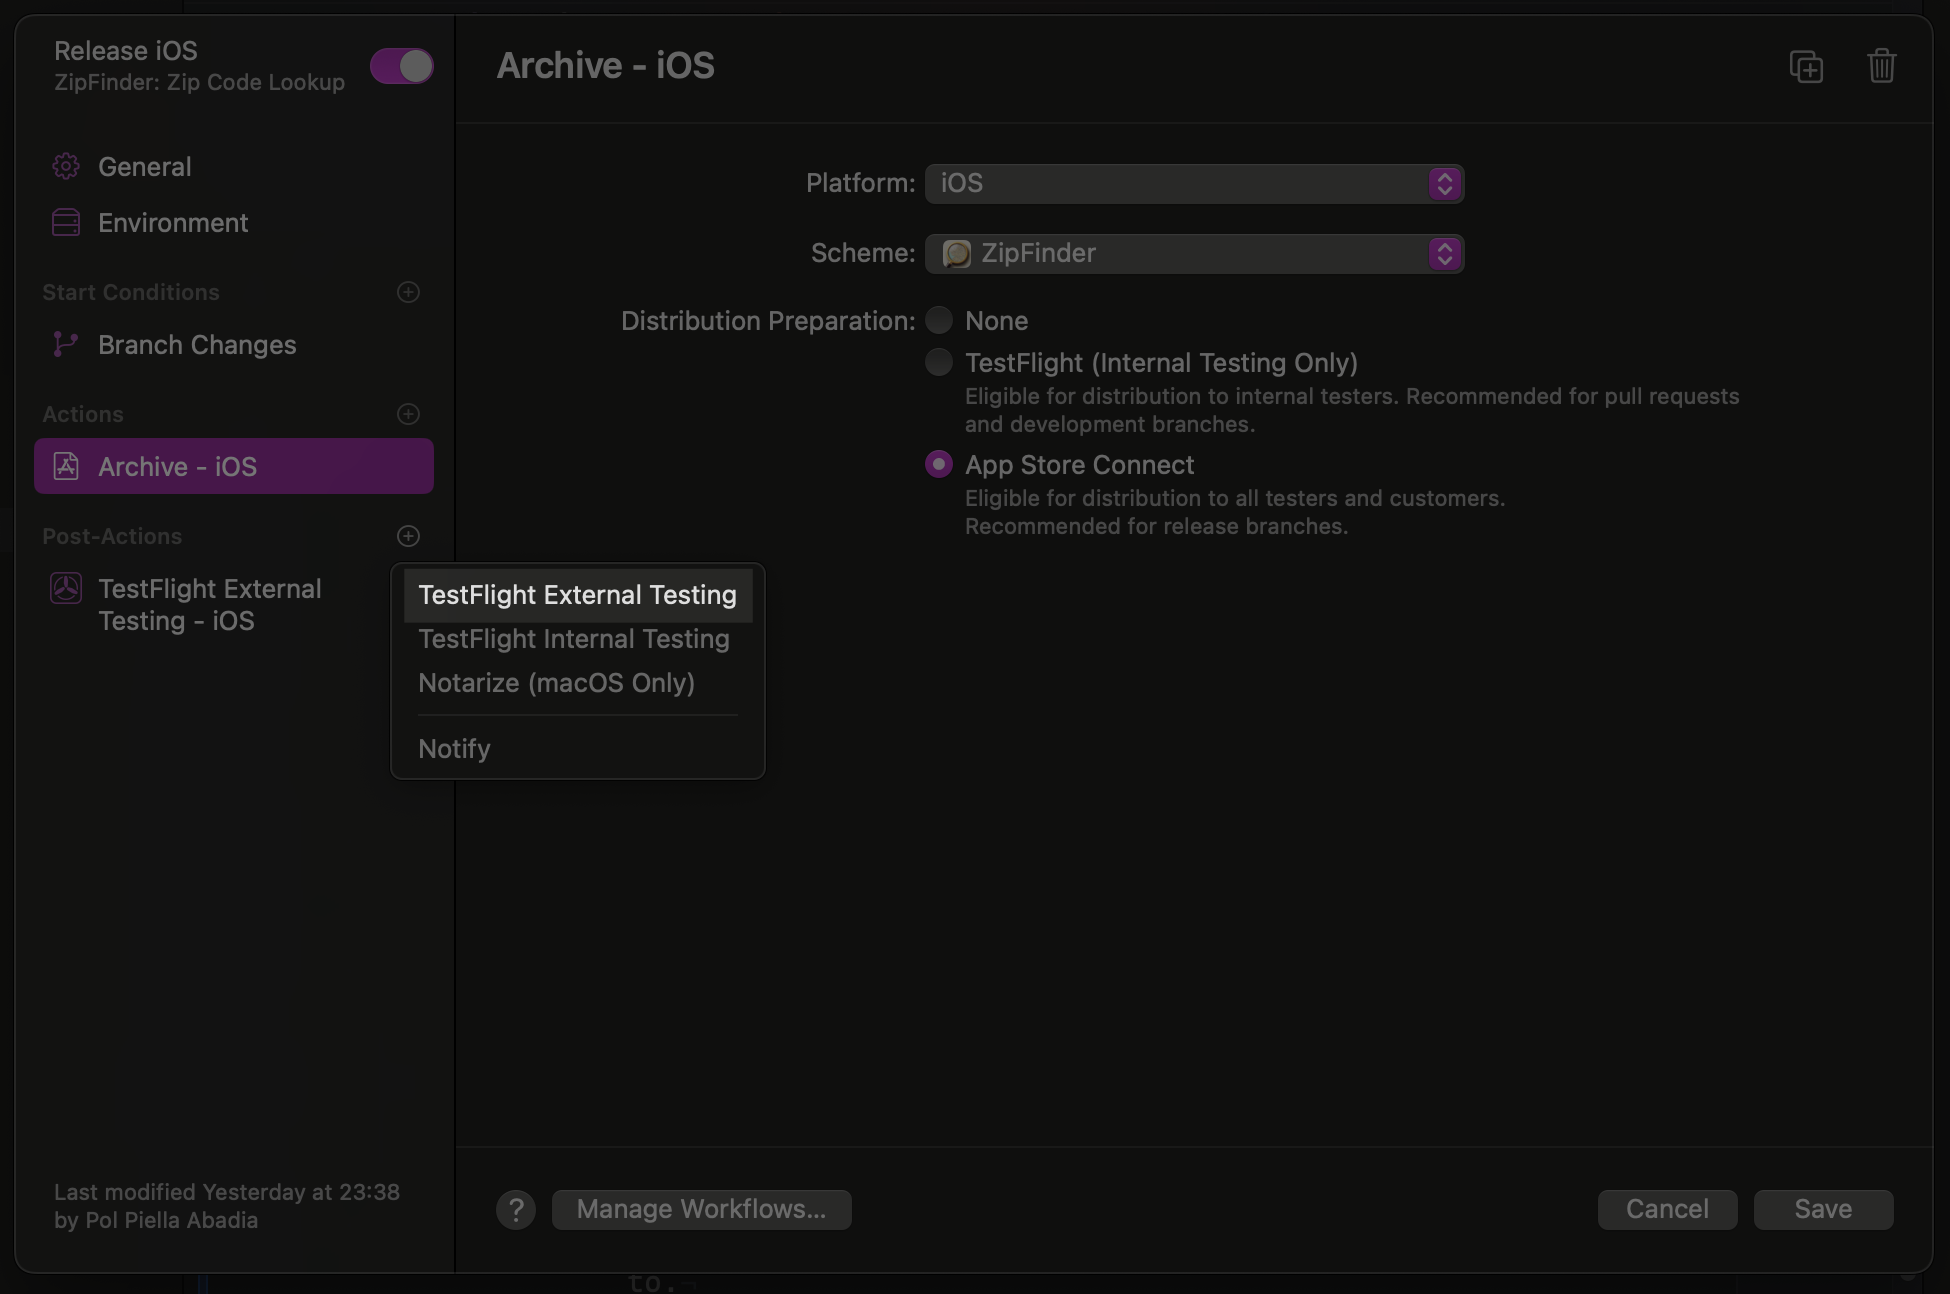 Release iOS
ZipFinder: Zip Code Lookup
General
Environment
Start Conditions
Branch Changes
Actions
Archive - iOS
Post-Actions
TestFlight External
Testing - iOS
Last modified Yesterday at 23:38
by Pol Piella Abadia
Archive - iOS
Platform: iOS
Scheme: ZipFinder
Distribution Preparation: None
TestFlight (Internal Testing Only)
Eligible for distribution to internal testers. Recommended for pull requests
and development branches.
App Store Connect
Eligible for distribution to all testers and customers.
Recommended for release branches.
TestFlight External Testing
TestFlight Internal Testing
Notarize (macOS Only)
Notify
? Manage Workflows...
Cancel Save
to.¬